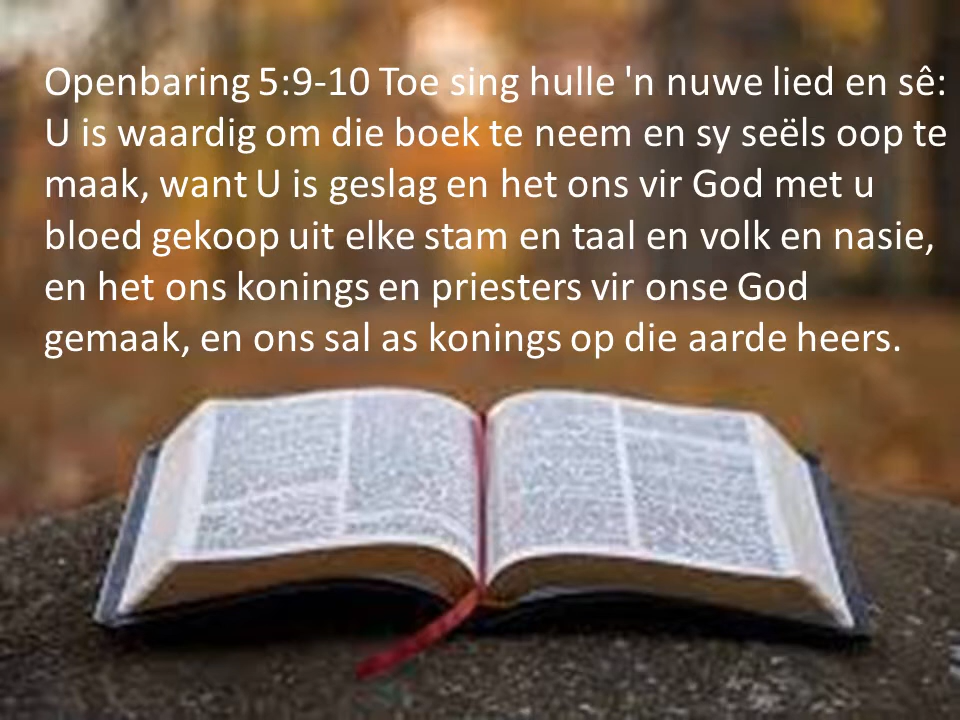 Openbaring 5:9-10 Toe sing hulle 'n nuwe lied en sê:
U is waardig om die boek te neem en sy seëls oop te
maak, want U is geslag en het ons vir God met u
bloed gekoop uit elke stam en taal en volk en nasie,
en het ons konings en priesters vir onse God
gemaak, en ons sal as konings op die aarde heers.